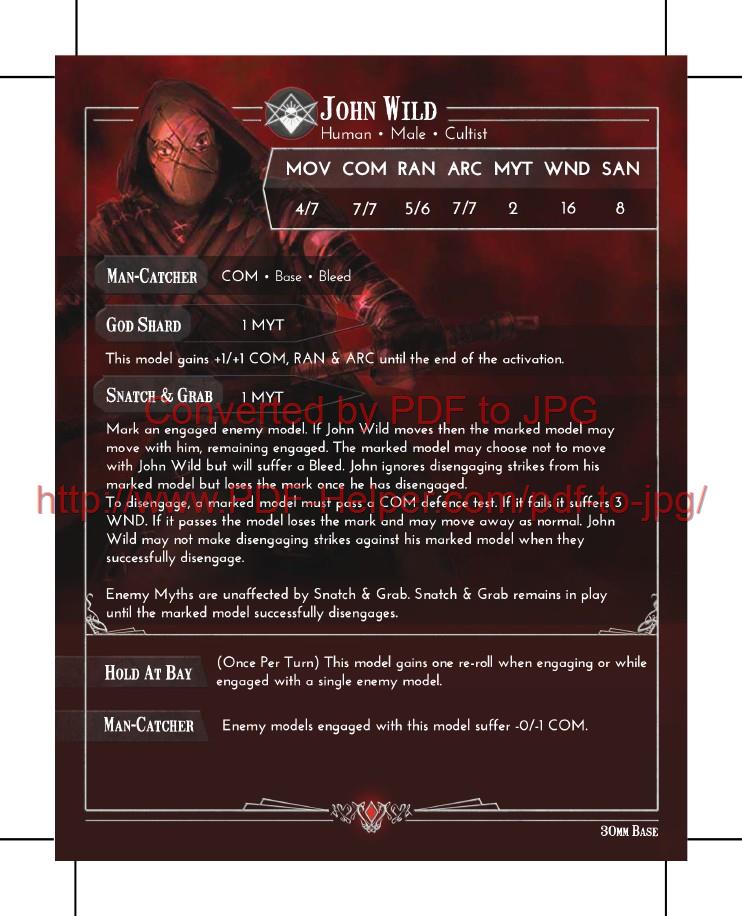 JOHN WILD
Human • Male • Cultist
MOV COM RAN ARC MYT WND SAN
4/7 7/7 5/6 7/7 2 16 8
MAN-CATCHER COM • Base • Bleed
GOD SHARD 1 MYT
This model gains +1/+1 COM, RAN & ARC until the end of the activation.
SNATCH & GRAB 1 MYT
Converted by PDF to JPG
Mark an engaged enemy model. If John Wild moves then the marked model may
move with him, remaining engaged. The marked model may choose not to move
with John Wild but will suffer a Bleed. John ignores disengaging strikes from his
marked model but loses the mark once he has disengaged.
http://www.PDF-Helper.com/pdf-to-jpg/
To disengage, a marked model must pass a COM defence test. If it fails it suffers 3
WND. If it passes the model loses the mark and may move away as normal. John
Wild may not make disengaging strikes against his marked model when they
successfully disengage.
Enemy Myths are unaffected by Snatch & Grab. Snatch & Grab remains in play
until the marked model successfully disengages.
HOLD AT BAY (Once Per Turn) This model gains one re-roll when engaging or while
engaged with a single enemy model.
MAN-CATCHER Enemy models engaged with this model suffer -0/-1 COM.
30MM BASE